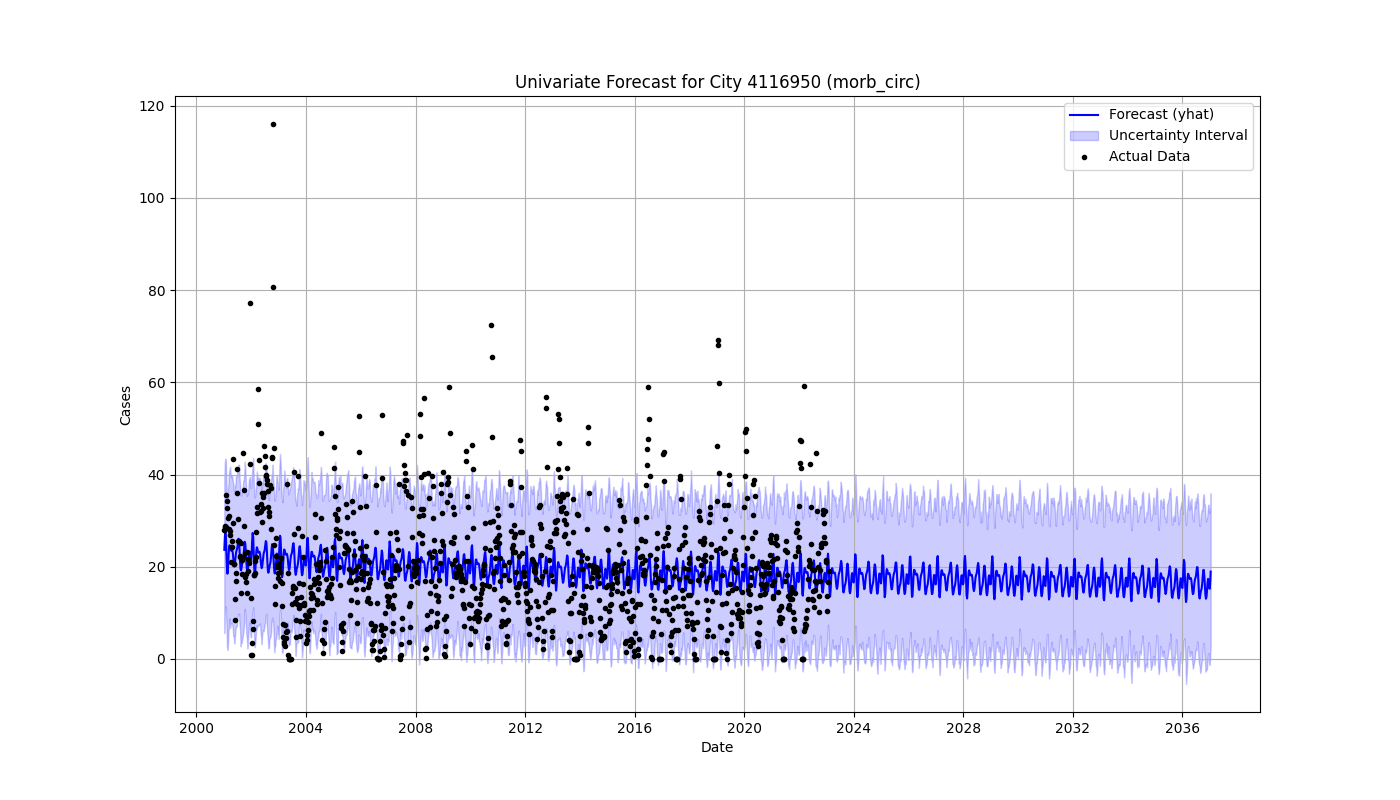 Univariate Forecast for City 4116950 (morb_circ)
Forecast (yhat)
Uncertainty Interval
Actual Data
120
100
80
60
40
20
0
Cases
2000 2004 2008 2012 2016 2020 2024 2028 2032 2036
Date